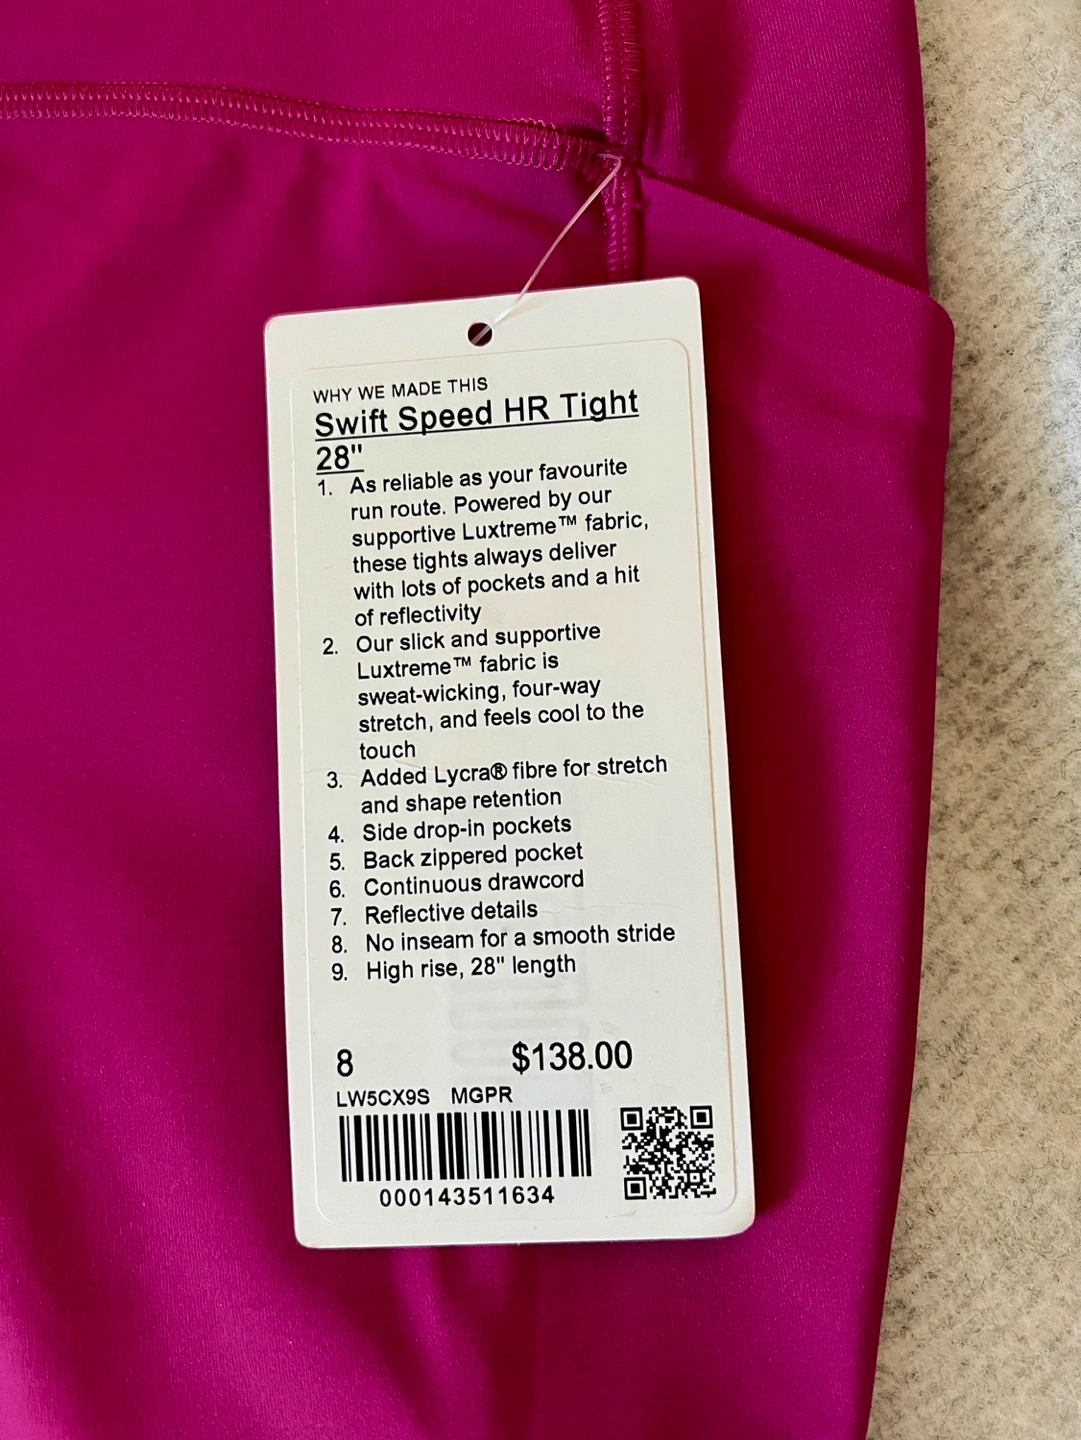 WHY WE MADE THIS
Swift Speed HR Tight
28"
1. As reliable as your favourite
run route. Powered by our
supportive Luxtreme™ fabric,
these tights always deliver
with lots of pockets and a hit
of reflectivity
2. Our slick and supportive
Luxtreme™ fabric is
sweat-wicking, four-way
stretch, and feels cool to the
touch
3. Added Lycra® fibre for stretch
and shape retention
4. Side drop-in pockets
5. Back zippered pocket
6. Continuous drawcord
7. Reflective details
8. No inseam for a smooth stride
9. High rise, 28" length
8 $138.00
LW5CX9S MGPR
000143511634